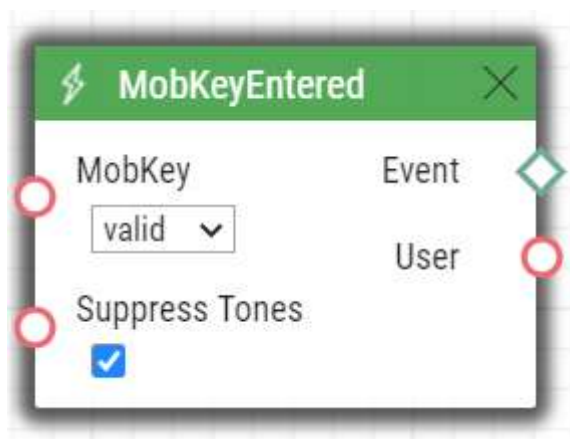 MobKeyEntered
MobKey
Event
valid
User
Suppress Tones